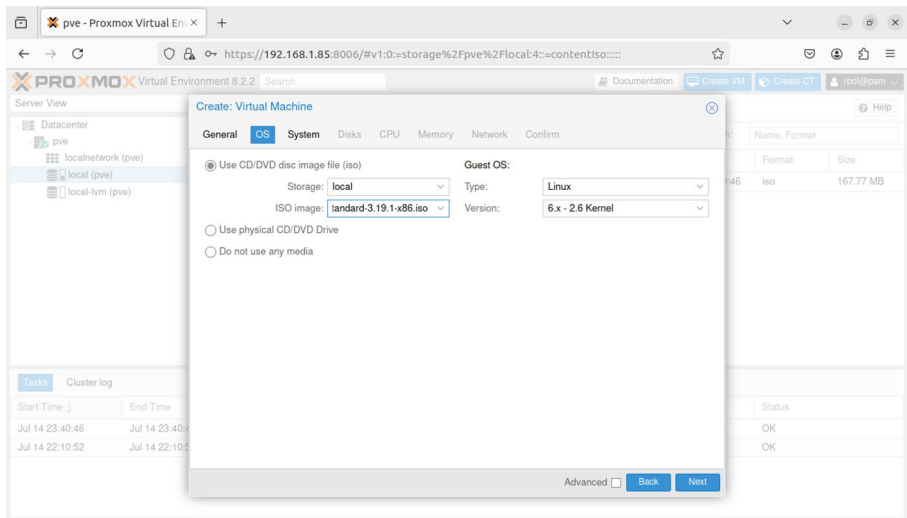 pve - Proxmox Virtual En
https://192.168.1.85:8006/#v1:0:=storage%2Fpve%2Flocal:4::=contentIso:::::
PROXMOX Virtual Environment 8.2.2 Search Documentation Create VM Create CT root@pam
Server View Help
Datacenter
pve
localnetwork (pve)
local (pve)
local-lvm (pve)
Create: Virtual Machine
General OS System Disks CPU Memory Network Confirm
Use CD/DVD disc image file (iso) Guest OS:
Storage: local Type: Linux
ISO image: tandard-3.19.1-x86.iso Version: 6.x - 2.6 Kernel
Use physical CD/DVD Drive
Do not use any media
Advanced Back Next
h: Name, Format
Format Size
:46 iso 167.77 MB
Tasks Cluster log
Start Time ↓ End Time Status
Jul 14 23:40:46 Jul 14 23:40:4 OK
Jul 14 22:10:52 Jul 14 22:10:5 OK